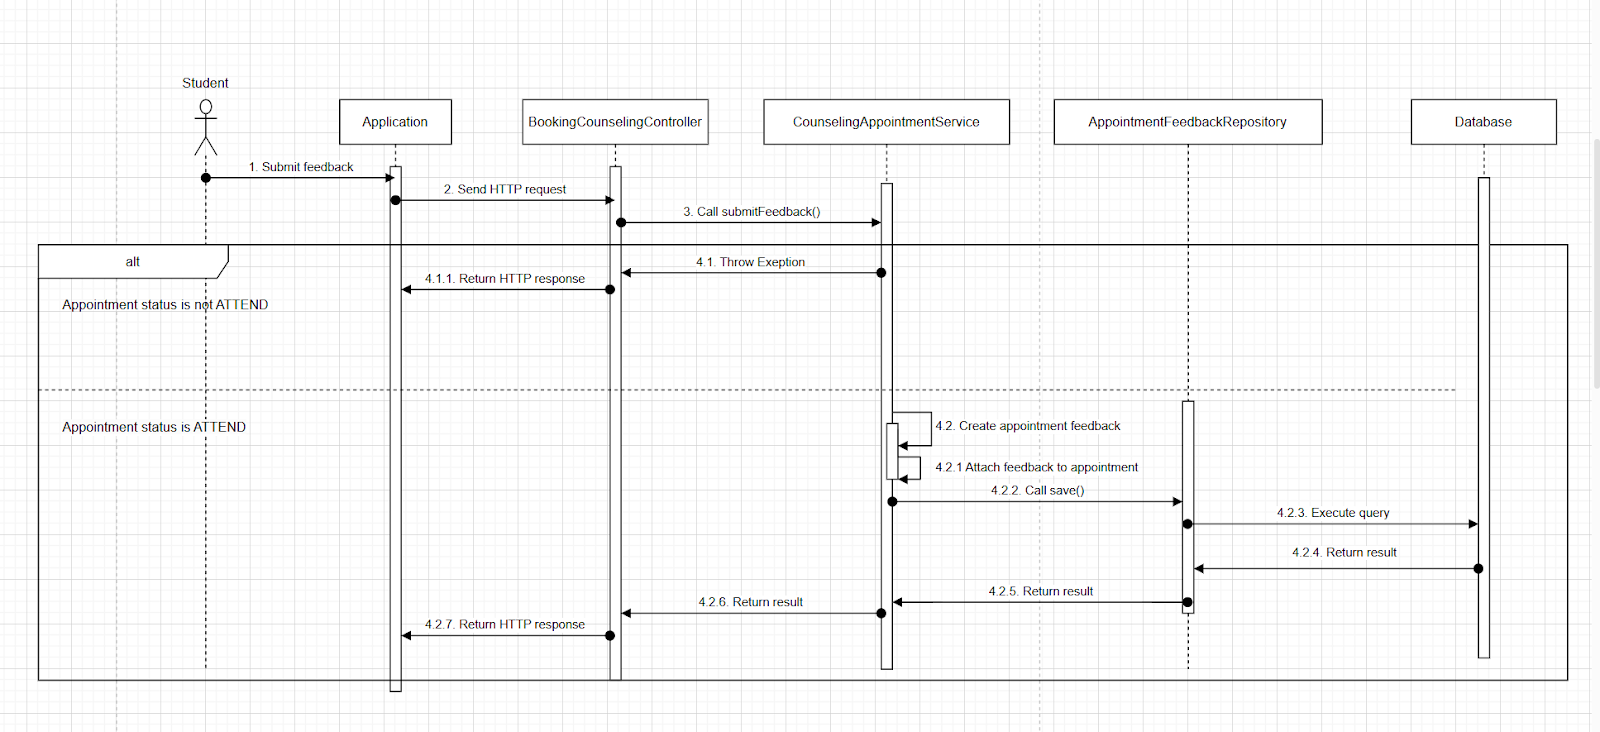 Student
Application
BookingCounselingController
CounselingAppointmentService
AppointmentFeedbackRepository
Database
1. Submit feedback
2. Send HTTP request
3. Call submitFeedback()
alt
4.1. Throw Exeption
4.1.1. Return HTTP response
Appointment status is not ATTEND
Appointment status is ATTEND
4.2. Create appointment feedback
4.2.1 Attach feedback to appointment
4.2.2. Call save()
4.2.3. Execute query
4.2.4. Return result
4.2.5. Return result
4.2.6. Return result
4.2.7. Return HTTP response